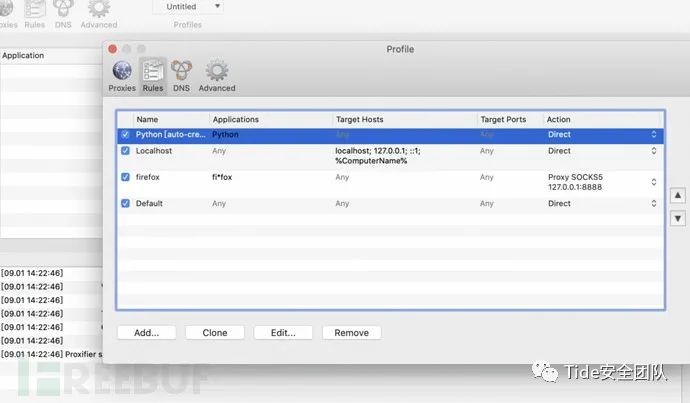 Untitled
oxies Rules DNS Advanced Profiles
Application
Profile
Proxies Rules DNS Advanced
Name Applications Target Hosts Target Ports Action
Python [auto-cre... Python Any Any Direct
Localhost Any localhost; 127.0.0.1; ::1; Any Direct
%ComputerName%
firefox fi*fox Any Any Proxy SOCKS5
127.0.0.1:8888
Default Any Any Any Direct
[09.01 14:22:46]
[09.01 14:22:46]
[09.01 14:22:46]
[09.01 14:22:46]
[09.01 14:22:46]
[09.01 14:22:46]
[09.01 14:22:46] Proxifier s
Add... Clone Edit... Remove
FREEBUF
Tide安全团队